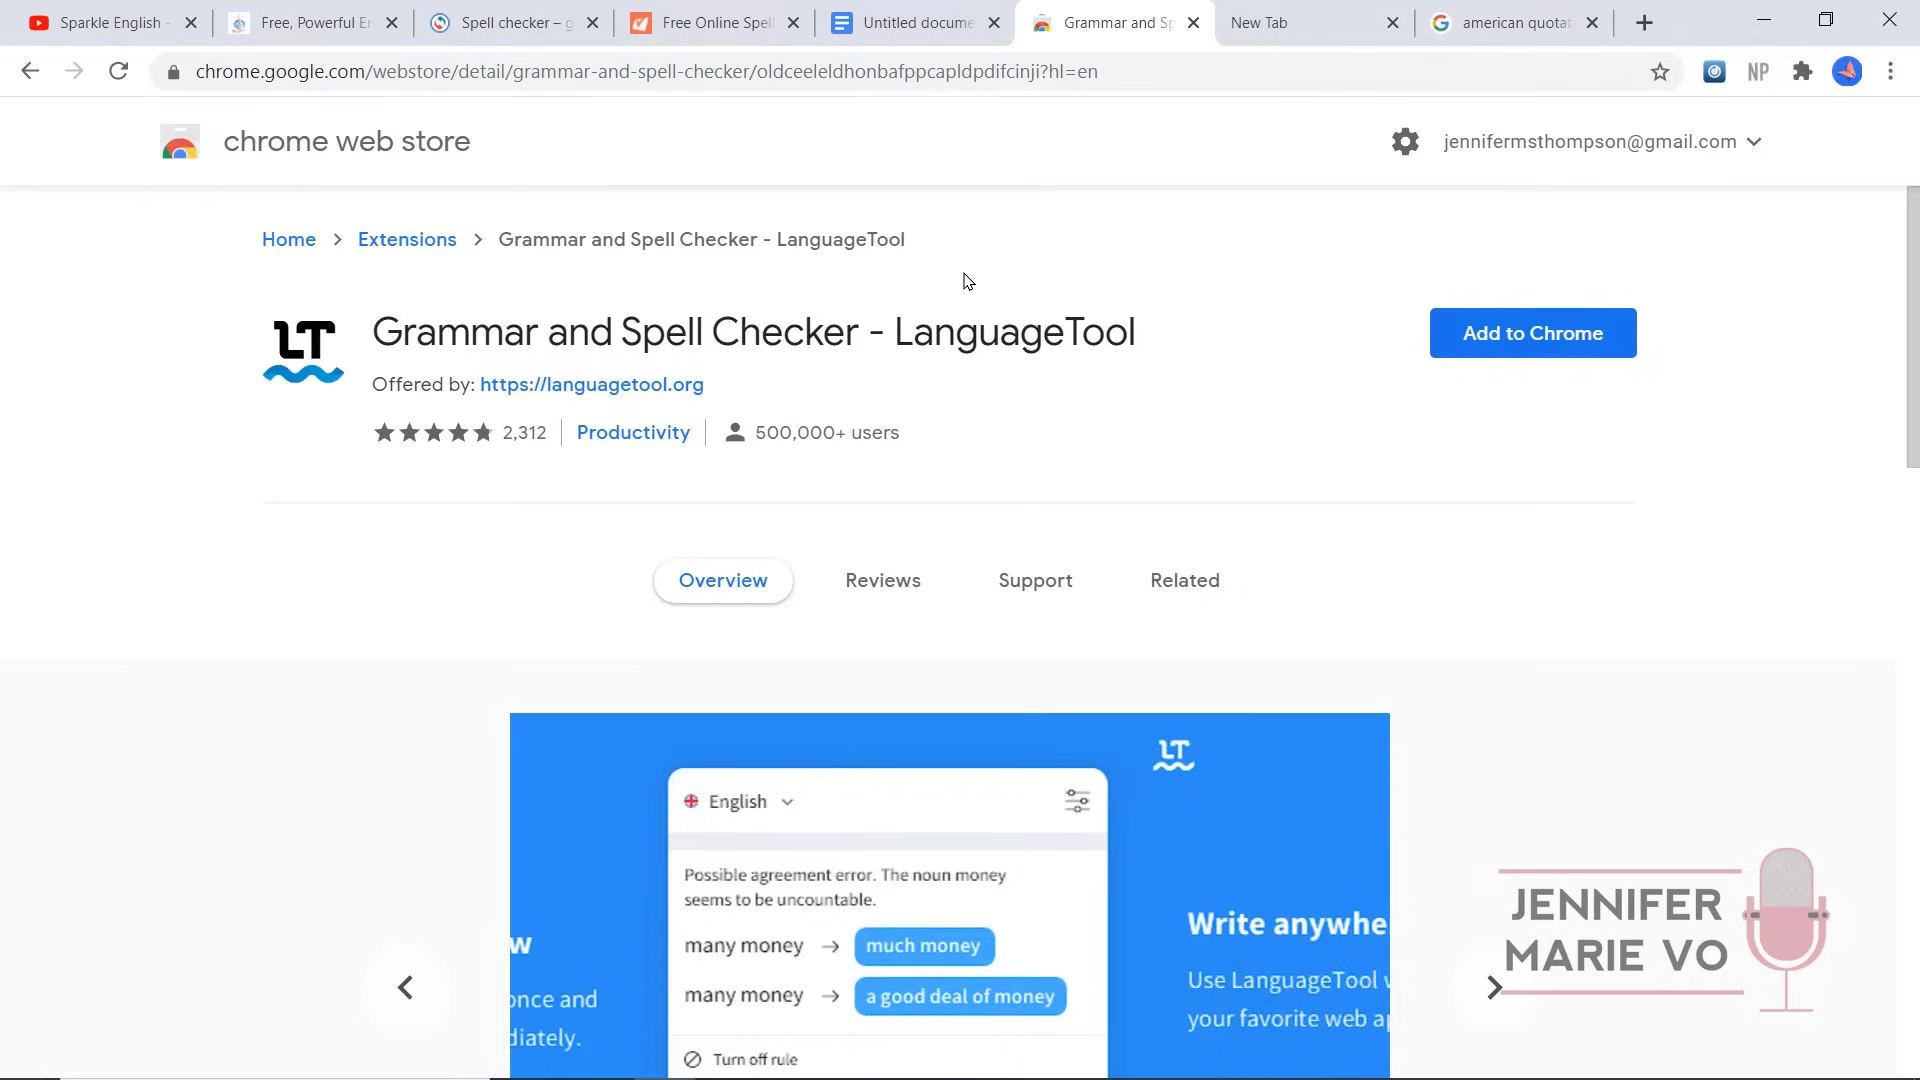 Sparkle English -
Free, Powerful Er
Spell checker – g
Free Online Spell
Untitled docume
Grammar and Sp
New Tab
american quotat
chrome.google.com/webstore/detail/grammar-and-spell-checker/oldceeleldhonbafppcapldpdifcinji?hl=en
NP
chrome web store
jennifermsthompson@gmail.com
Home > Extensions > Grammar and Spell Checker - LanguageTool
LT
Grammar and Spell Checker - LanguageTool
Add to Chrome
Offered by: https://languagetool.org
2,312
Productivity
500,000+ users
Overview
Reviews
Support
Related
LT
English
Possible agreement error. The noun money
seems to be uncountable.
many money → much money
many money → a good deal of money
Turn off rule
w
once and
diately.
Write anywhe
Use LanguageTool w
your favorite web ap
JENNIFER
MARIE VO